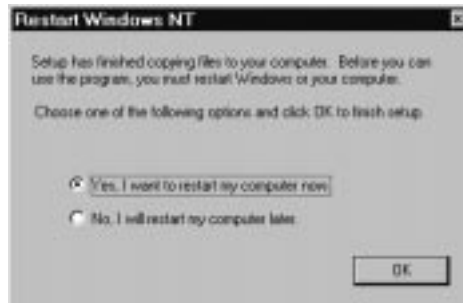 Restart Windows NT
Setup has finished copying files to your computer. Before you can
use the program, you must restart Windows or your computer.
Choose one of the following options and click OK to finish setup.
Yes, I want to restart my computer now.
No, I will restart my computer later.
OK